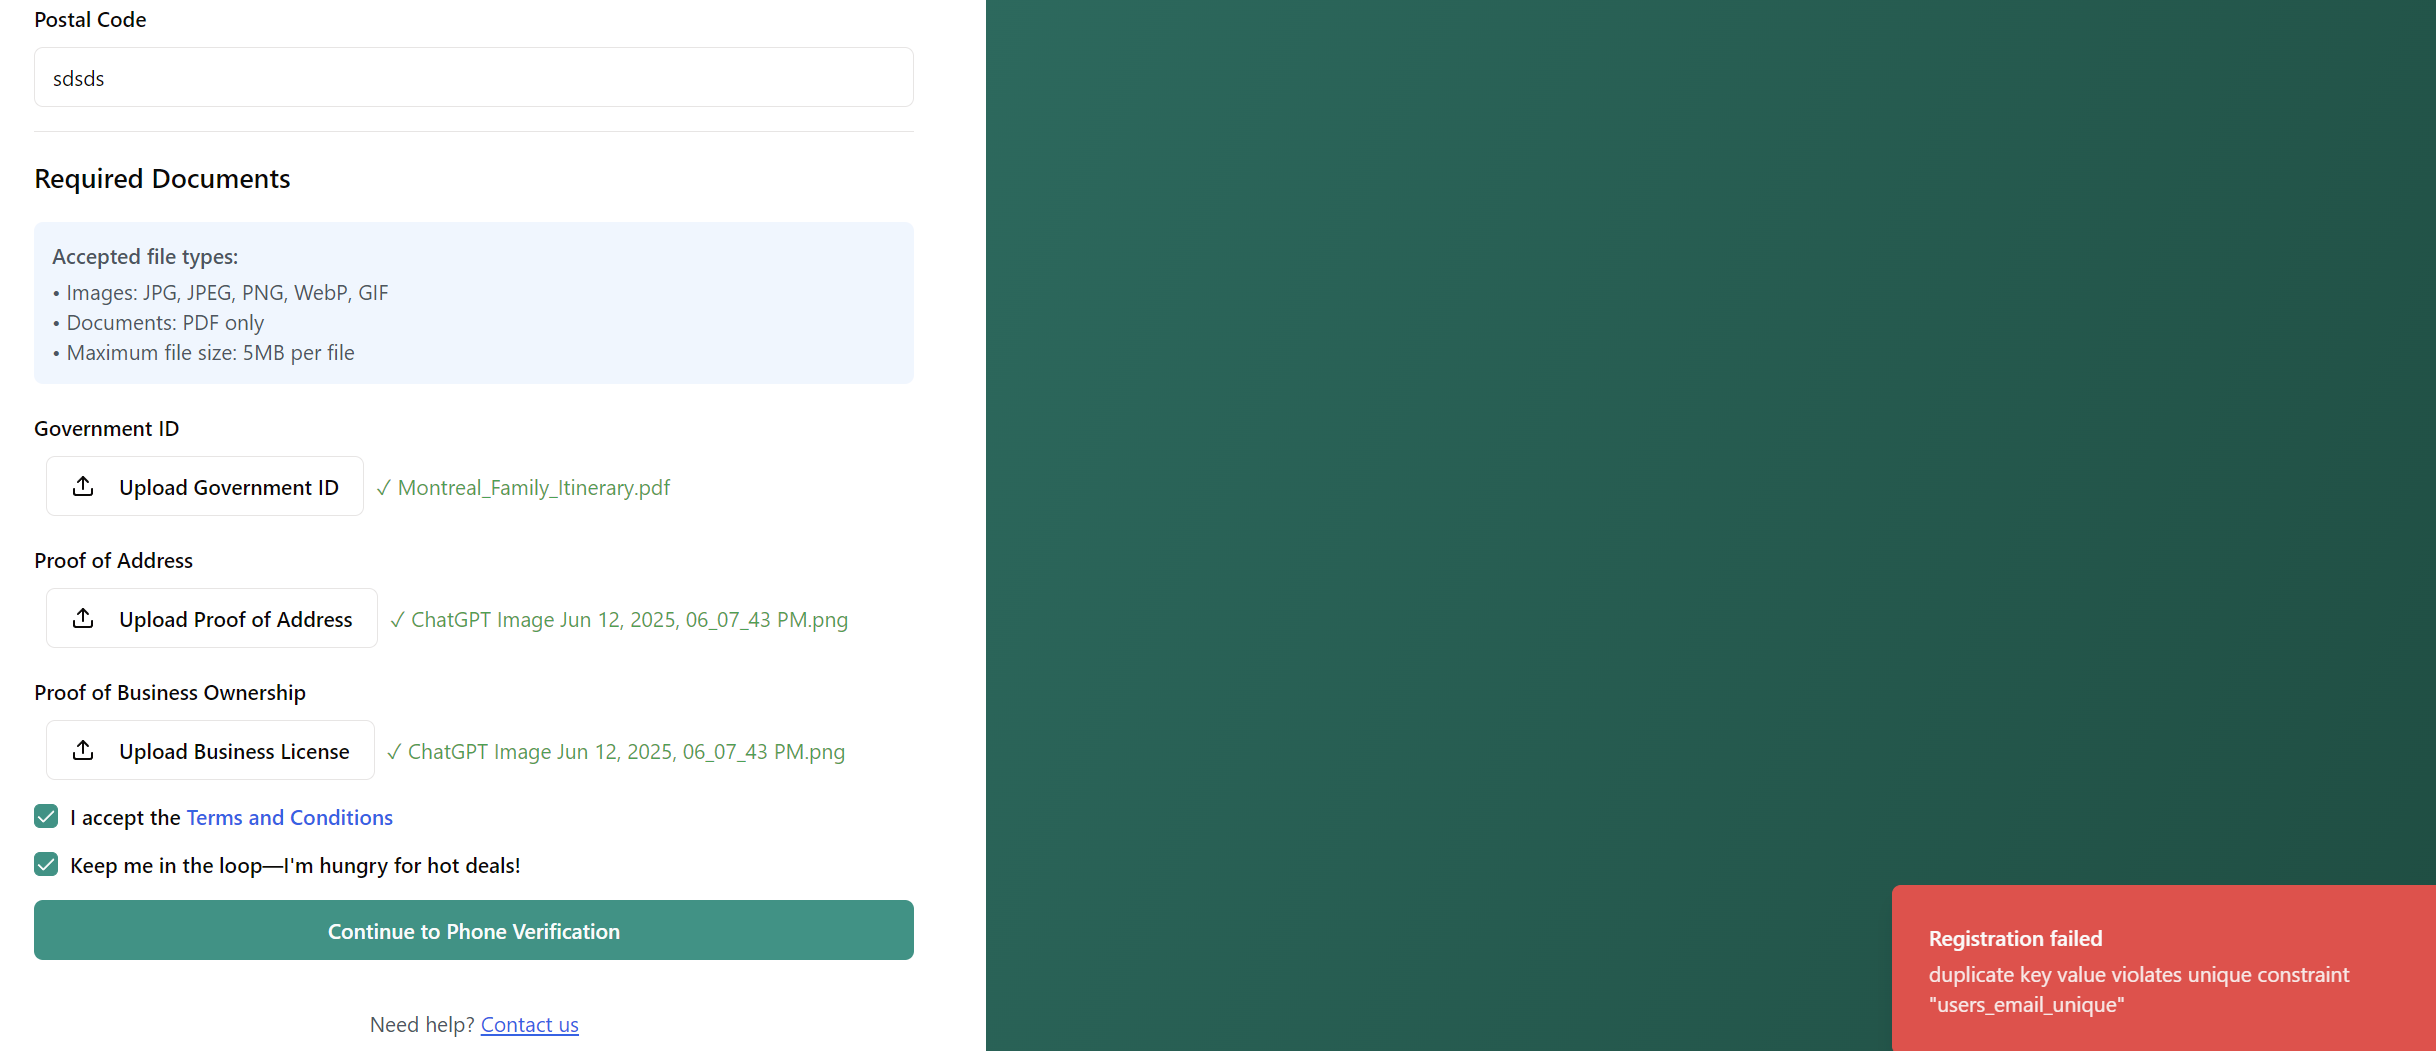 Postal Code
sdsds
Required Documents
Accepted file types:
• Images: JPG, JPEG, PNG, WebP, GIF
• Documents: PDF only
• Maximum file size: 5MB per file
Government ID
Upload Government ID ✓ Montreal_Family_Itinerary.pdf
Proof of Address
Upload Proof of Address ✓ ChatGPT Image Jun 12, 2025, 06_07_43 PM.png
Proof of Business Ownership
Upload Business License ✓ ChatGPT Image Jun 12, 2025, 06_07_43 PM.png
I accept the Terms and Conditions
Keep me in the loop—I'm hungry for hot deals!
Continue to Phone Verification
Need help? Contact us
Registration failed
duplicate key value violates unique constraint
"users_email_unique"